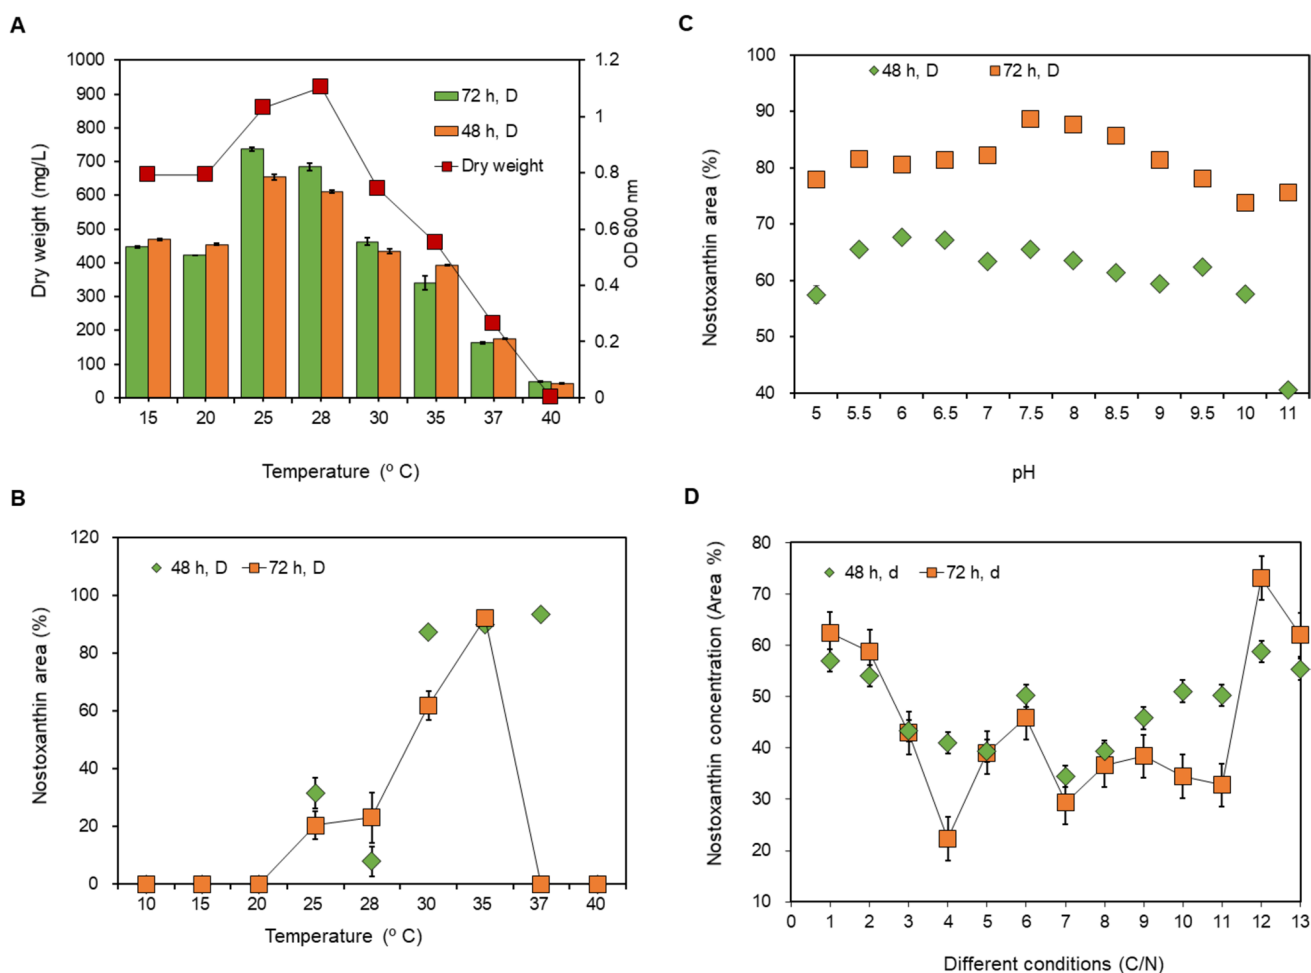 A
Dry weight (mg/L)
1000
900
800
700
600
500
400
300
200
100
0
1.2
1
0.8
0.6
0.4
0.2
0
OD 600 nm
72 h, D
48 h, D
Dry weight
15 20 25 28 30 35 37 40
Temperature (º C)
B
Nostoxanthin area (%)
120
100
80
60
40
20
0
48 h, D 72 h, D
10 15 20 25 28 30 35 37 40
Temperature (º C)
C
Nostoxanthin area (%)
100
90
80
70
60
50
40
48 h, D 72 h, D
5 5.5 6 6.5 7 7.5 8 8.5 9 9.5 10 11
pH
D
Nostoxanthin concentration (Area %)
80
70
60
50
40
30
20
10
48 h, d 72 h, d
0 1 2 3 4 5 6 7 8 9 10 11 12 13
Different conditions (C/N)